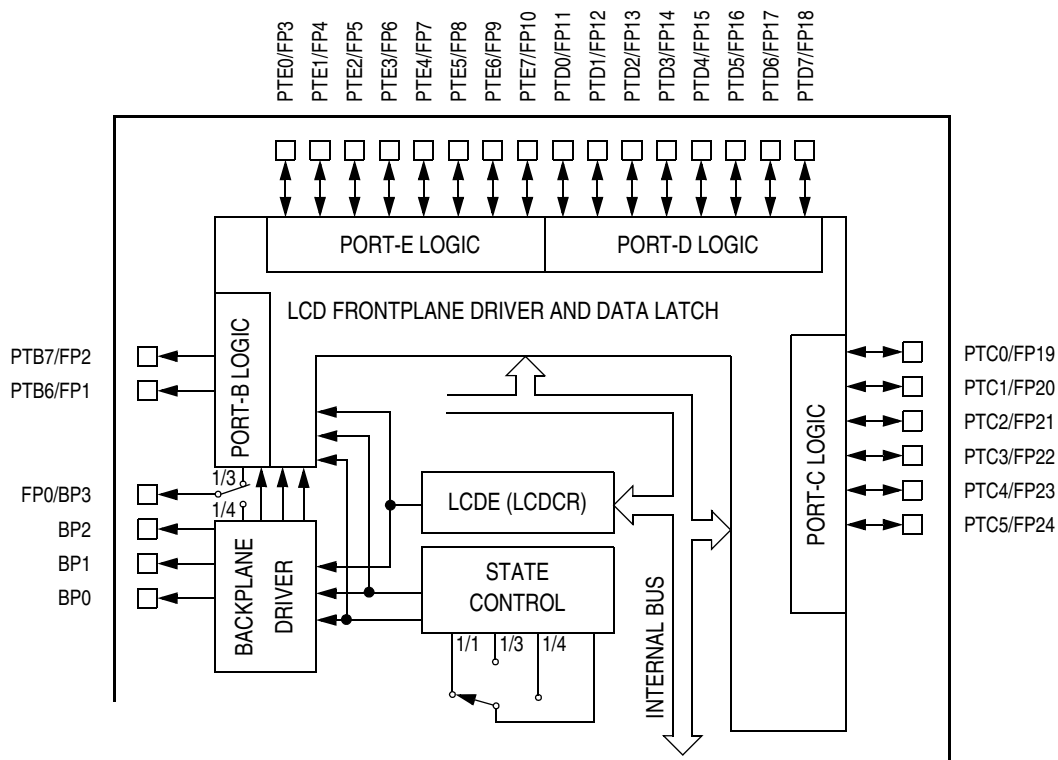 PTE0/FP3
PTE1/FP4
PTE2/FP5
PTE3/FP6
PTE4/FP7
PTE5/FP8
PTE6/FP9
PTE7/FP10
PTD0/FP11
PTD1/FP12
PTD2/FP13
PTD3/FP14
PTD4/FP15
PTD5/FP16
PTD6/FP17
PTD7/FP18
PORT-E LOGIC
PORT-D LOGIC
LCD FRONTPLANE DRIVER AND DATA LATCH
PORT-B LOGIC
PTB7/FP2
PTB6/FP1
FP0/BP3
BP2
BP1
BP0
1/3
1/4
BACKPLANE
DRIVER
LCDE (LCDCR)
STATE
CONTROL
1/1
1/3
1/4
INTERNAL BUS
PORT-C LOGIC
PTC0/FP19
PTC1/FP20
PTC2/FP21
PTC3/FP22
PTC4/FP23
PTC5/FP24